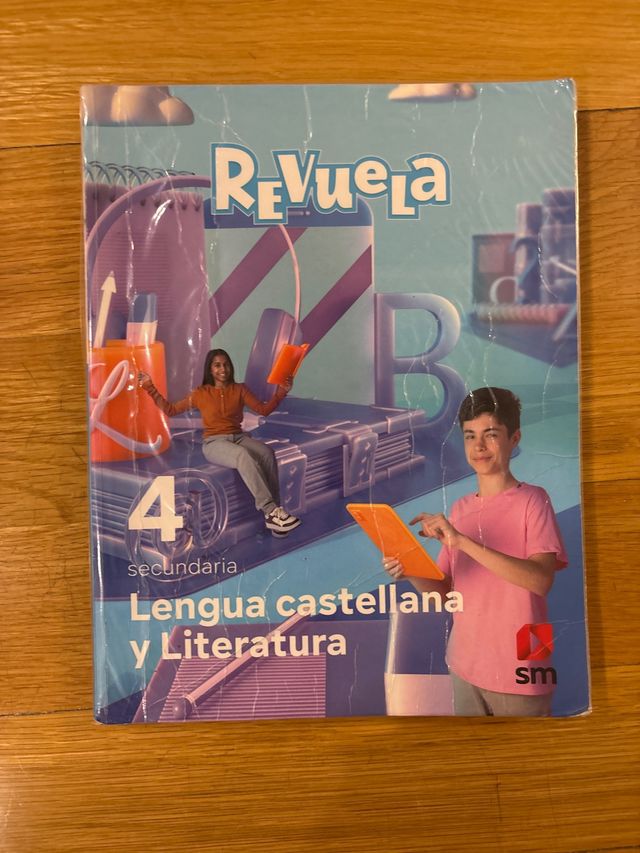 ReVueLa
B
R
4
secundaria
Lengua castellana
y Literatura
sm